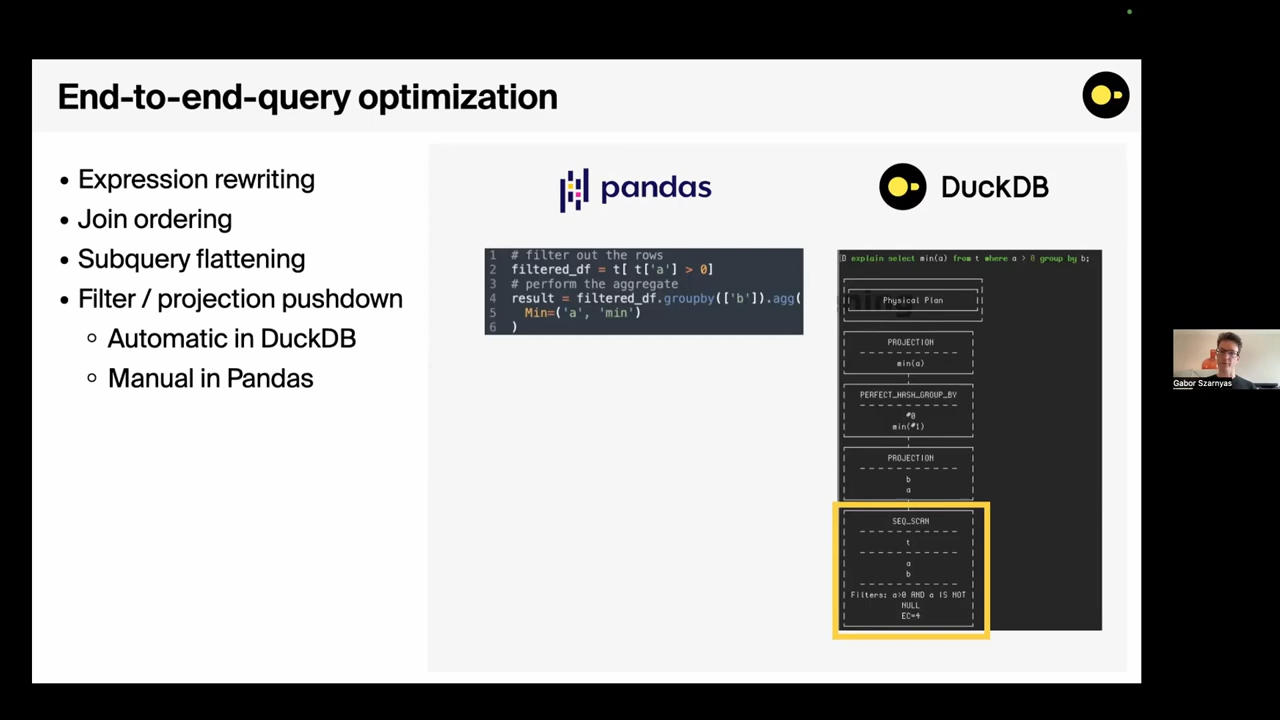 End-to-end-query optimization
• Expression rewriting
• Join ordering
• Subquery flattening
• Filter / projection pushdown
◦ Automatic in DuckDB
◦ Manual in Pandas
pandas
1 # filter out the rows
2 filtered_df = t[ t['a'] > 0]
3 # perform the aggregate
4 result = filtered_df.groupby(['b']).agg(
5 Min=('a', 'min')
6 )
DuckDB
D explain select min(a) from t where a > 0 group by b;
Physical Plan
PROJECTION
min(a)
PERFECT_HASH_GROUP_BY
#0
min(#1)
PROJECTION
b
a
SEQ_SCAN
t
a
b
Filters: a>0 AND a IS NOT
NULL
EC=4
Gabor Szarnyas